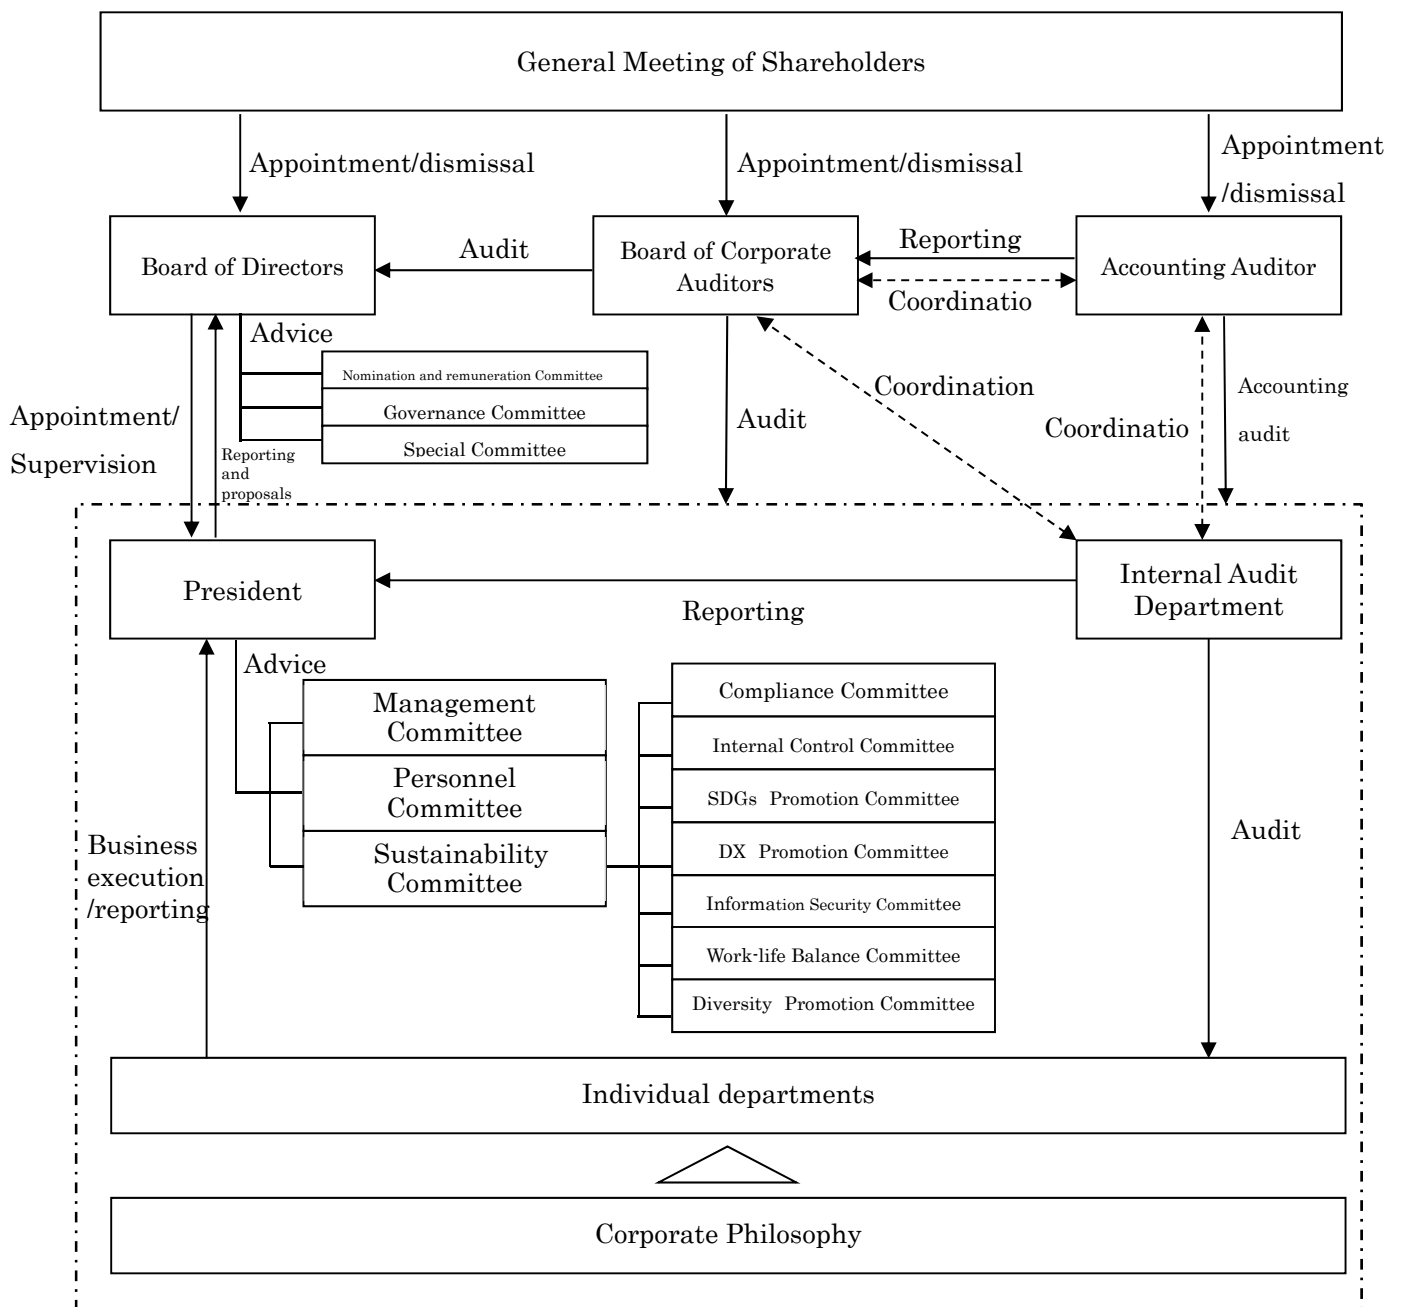 General Meeting of Shareholders
Appointment/dismissal
Appointment/dismissal
Appointment
/dismissal
Board of Directors
Audit
Board of Corporate
Auditors
Reporting
Coordinatio
Accounting Auditor
Advice
Nomination and remuneration Committee
Governance Committee
Special Committee
Appointment/
Supervision
Reporting
and
proposals
Audit
Coordination
Coordinatio
Accounting
audit
President
Reporting
Internal Audit
Department
Advice
Management
Committee
Personnel
Committee
Sustainability
Committee
Compliance Committee
Internal Control Committee
SDGs Promotion Committee
DX Promotion Committee
Information Security Committee
Work-life Balance Committee
Diversity Promotion Committee
Business
execution
/reporting
Audit
Individual departments
Corporate Philosophy